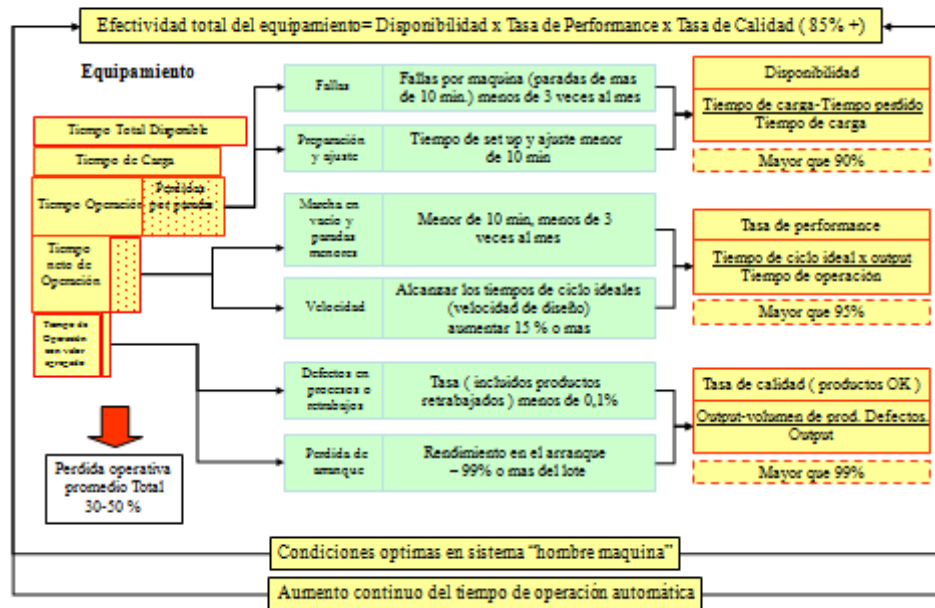 Efectividad total del equipamiento= Disponibilidad x Tasa de Performance x Tasa de Calidad ( 85% +)
Equipamiento
Tiempo Total Disponible
Tiempo de Carga
Tiempo Operación
Perdidas
por paradas
Tiempo
neto de
Operación
Tiempo de
Operación
con valor
agregado
Perdida operativa
promedio Total
30-50 %
Fallas
Fallas por maquina (paradas de mas
de 10 min.) menos de 3 veces al mes
Preparación
y ajuste
Tiempo de set up y ajuste menor
de 10 min
Marcha en
vacio y
paradas
menores
Menor de 10 min, menos de 3
veces al mes
Velocidad
Alcanzar los tiempos de ciclo ideales
(velocidad de diseño)
aumentar 15 % o mas
Defectos en
procesos o
retrabajos
Tasa ( incluidos productos
retrabajados ) menos de 0,1%
Perdida de
arranque
Rendimiento en el arranque
– 99% o mas del lote
Disponibilidad
Tiempo de carga-Tiempo perdido
Tiempo de carga
Mayor que 90%
Tasa de performance
Tiempo de ciclo ideal x output
Tiempo de operación
Mayor que 95%
Tasa de calidad ( productos OK )
Output-volumen de prod. Defectos.
Output
Mayor que 99%
Condiciones optimas en sistema “hombre maquina”
Aumento continuo del tiempo de operación automática